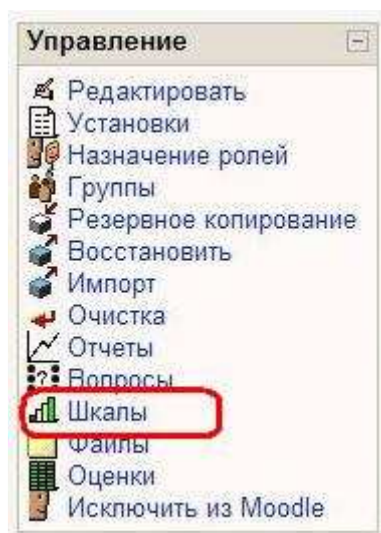 Управление
Редактировать
Установки
Назначение ролей
Группы
Резервное копирование
Восстановить
Импорт
Очистка
Отчеты
Вопросы
Шкалы
Файлы
Оценки
Исключить из Moodle